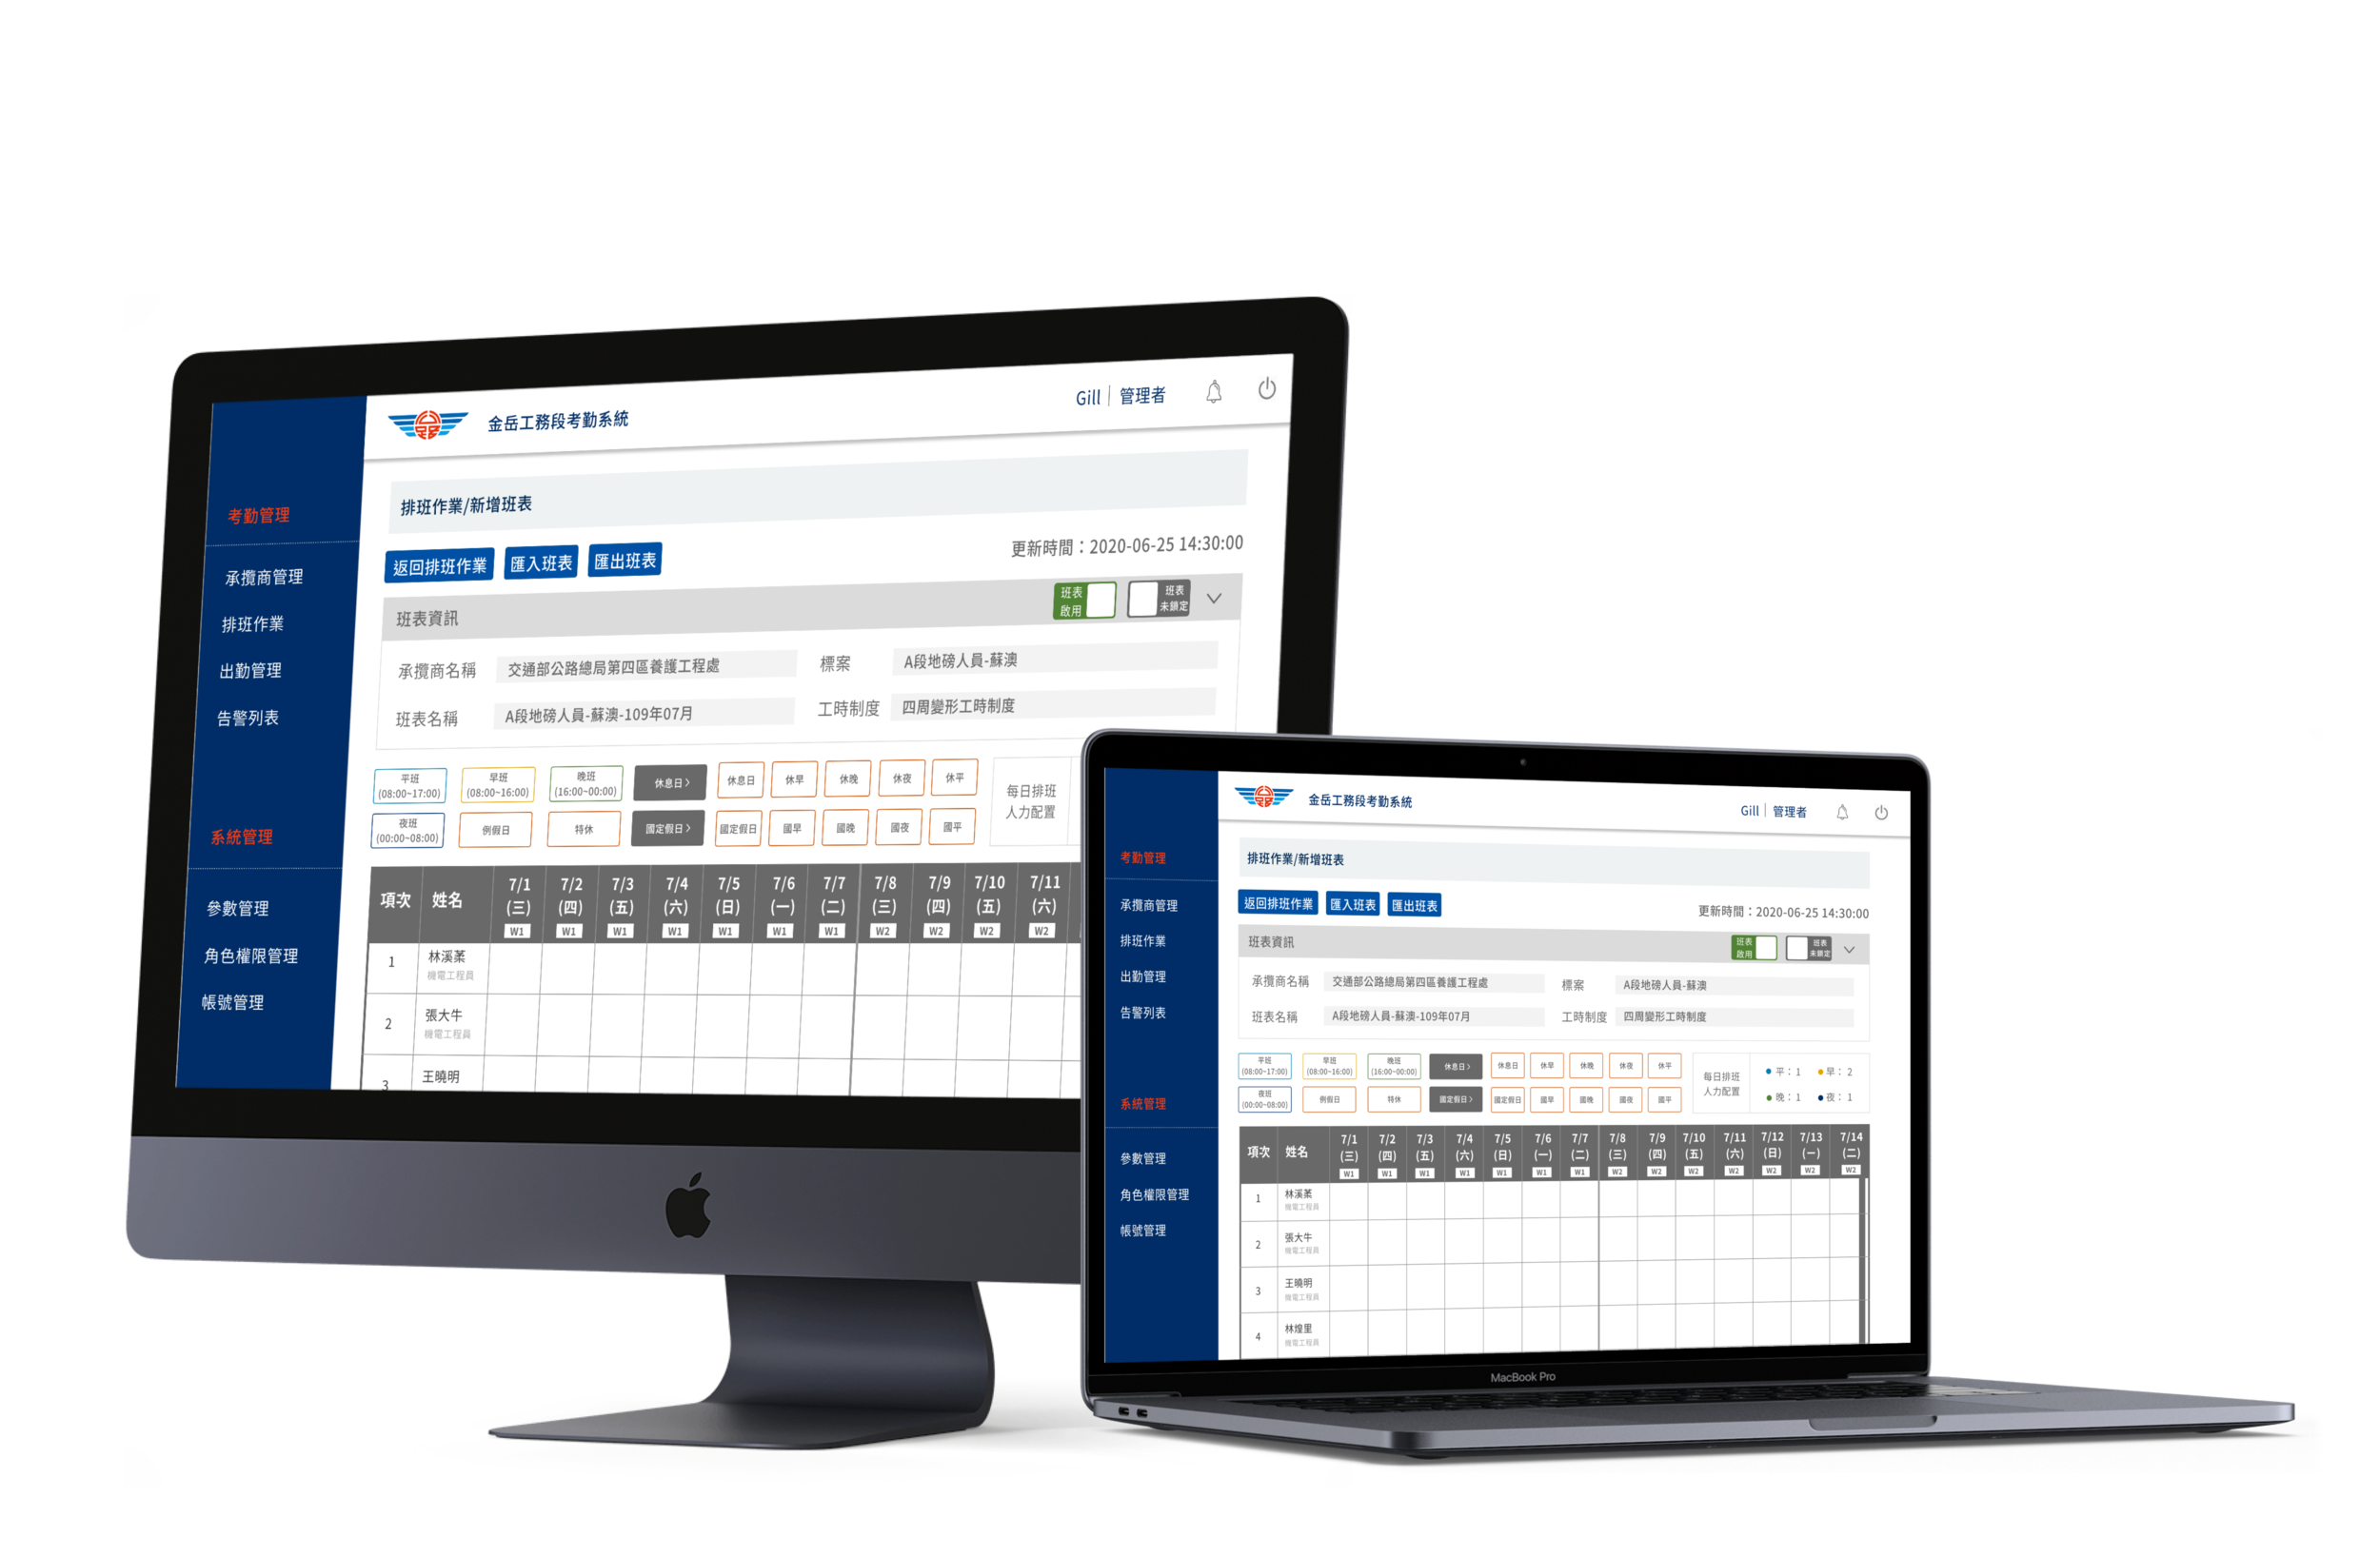 金岳工務段考勤系統
Gill 管理者
考勤管理
承攬商管理
排班作業
出勤管理
告警列表
系統管理
參數管理
角色權限管理
帳號管理
排班作業/新增班表
返回排班作業 匯入班表 匯出班表
更新時間：2020-06-25 14:30:00
班表資訊
班表
啟用
班表
未鎖定
承攬商名稱 交通部公路總局第四區養護工程處 標案 A段地磅人員-蘇澳
班表名稱 A段地磅人員-蘇澳-109年07月 工時制度 四周變形工時制度
平班
(08:00~17:00)
早班
(08:00~16:00)
晚班
(16:00~00:00)
休息日> 休息日 休早 休晚 休夜 休平
夜班
(00:00~08:00)
例假日 特休 國定假日> 國定假日 國早 國晚 國夜 國平
每日排班
人力配置
項次 姓名 7/1 7/2 7/3 7/4 7/5 7/6 7/7 7/8 7/9 7/10 7/11
(三) (四) (五) (六) (日) (一) (二) (三) (四) (五) (六)
W1 W1 W1 W1 W1 W1 W1 W2 W2 W2 W2
1 林溪
機電工程員
2 張大牛
機電工程員
3 王曉明
金岳工務段考勤系統
Gill 管理者
考勤管理
承攬商管理
排班作業
出勤管理
告警列表
系統管理
參數管理
角色權限管理
帳號管理
排班作業/新增班表
返回排班作業 匯入班表 匯出班表
更新時間：2020-06-25 14:30:00
班表資訊
班表
啟用
班表
未鎖定
承攬商名稱 交通部公路總局第四區養護工程處 標案 A段地磅人員-蘇澳
班表名稱 A段地磅人員-蘇澳-109年07月 工時制度 四周變形工時制度
平班
(08:00~17:00)
早班
(08:00~16:00)
晚班
(16:00~00:00)
休息日> 休息日 休早 休晚 休夜 休平
夜班
(00:00~08:00)
例假日 特休 國定假日> 國定假日 國早 國晚 國夜 國平
每日排班
人力配置
平：1 早：2
晚：1 夜：1
項次 姓名 7/1 7/2 7/3 7/4 7/5 7/6 7/7 7/8 7/9 7/10 7/11 7/12 7/13 7/14
(三) (四) (五) (六) (日) (一) (二) (三) (四) (五) (六) (日) (一) (二)
W1 W1 W1 W1 W1 W1 W1 W2 W2 W2 W2 W2 W2 W2
1 林溪
機電工程員
2 張大牛
機電工程員
3 王曉明
機電工程員
4 林煌里
機電工程員
MacBook Pro